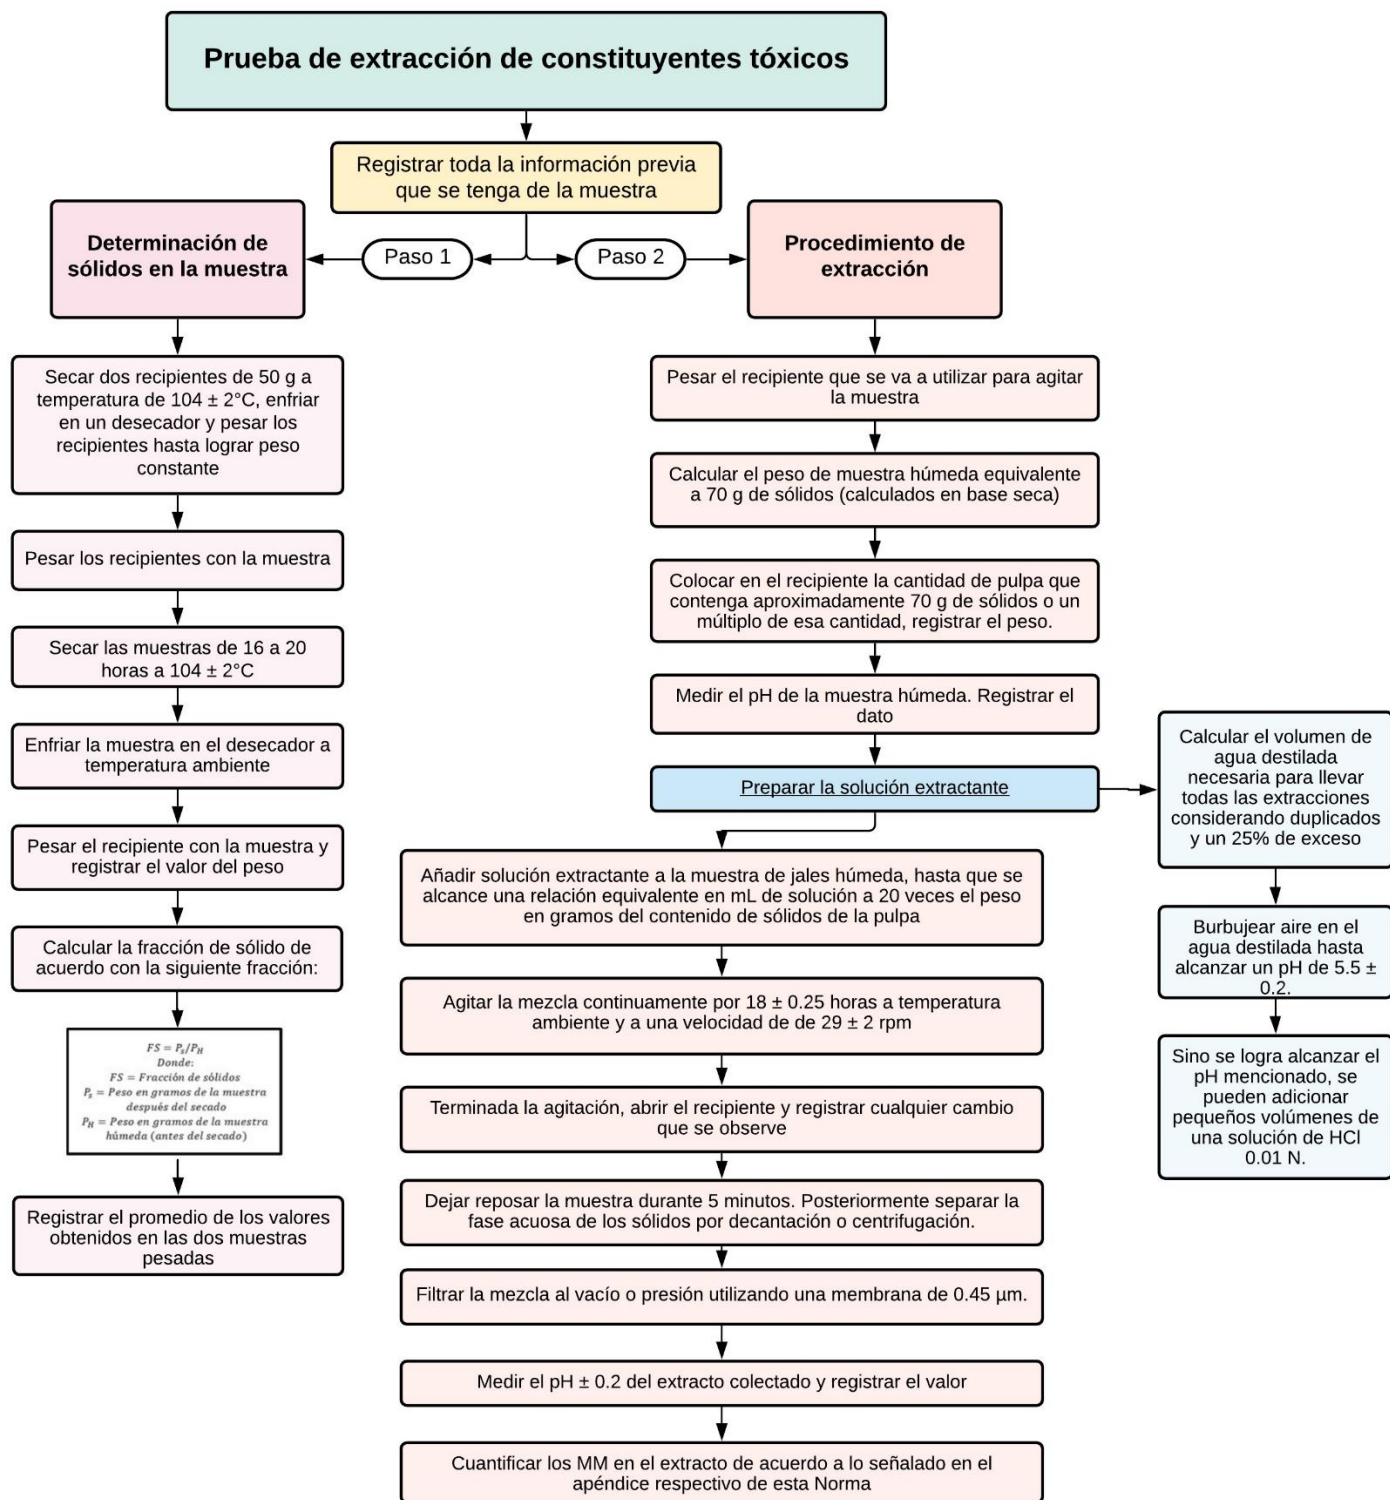 Prueba de extracción de constituyentes tóxicos
Registrar toda la información previa
que se tenga de la muestra
Paso 1
Paso 2
Determinación de
sólidos en la muestra
Secar dos recipientes de 50 g a
temperatura de 104 ± 2°C, enfriar
en un desecador y pesar los
recipientes hasta lograr peso
constante
Pesar los recipientes con la muestra
Secar las muestras de 16 a 20
horas a 104 ± 2°C
Enfriar la muestra en el desecador a
temperatura ambiente
Pesar el recipiente con la muestra y
registrar el valor del peso
Calcular la fracción de sólido de
acuerdo con la siguiente fracción:
FS = Ps/PH
Donde:
FS = Fracción de sólidos
Ps = Peso en gramos de la muestra
después del secado
PH = Peso en gramos de la muestra
húmeda (antes del secado)
Registrar el promedio de los valores
obtenidos en las dos muestras
pesadas
Procedimiento de
extracción
Pesar el recipiente que se va a utilizar para agitar
la muestra
Calcular el peso de muestra húmeda equivalente
a 70 g de sólidos (calculados en base seca)
Colocar en el recipiente la cantidad de pulpa que
contenga aproximadamente 70 g de sólidos o un
múltiplo de esa cantidad, registrar el peso.
Medir el pH de la muestra húmeda. Registrar el
dato
Preparar la solución extractante
Calcular el volumen de
agua destilada
necesaria para llevar
todas las extracciones
considerando duplicados
y un 25% de exceso
Burbujear aire en el
agua destilada hasta
alcanzar un pH de 5.5 ±
0.2.
Sino se logra alcanzar el
pH mencionado, se
pueden adicionar
pequeños volúmenes de
una solución de HCl
0.01 N.
Añadir solución extractante a la muestra de jales húmeda, hasta que se
alcance una relación equivalente en mL de solución a 20 veces el peso
en gramos del contenido de sólidos de la pulpa
Agitar la mezcla continuamente por 18 ± 0.25 horas a temperatura
ambiente y a una velocidad de de 29 ± 2 rpm
Terminada la agitación, abrir el recipiente y registrar cualquier cambio
que se observe
Dejar reposar la muestra durante 5 minutos. Posteriormente separar la
fase acuosa de los sólidos por decantación o centrifugación.
Filtrar la mezcla al vacío o presión utilizando una membrana de 0.45 µm.
Medir el pH ± 0.2 del extracto colectado y registrar el valor
Cuantificar los MM en el extracto de acuerdo a lo señalado en el
apéndice respectivo de esta Norma